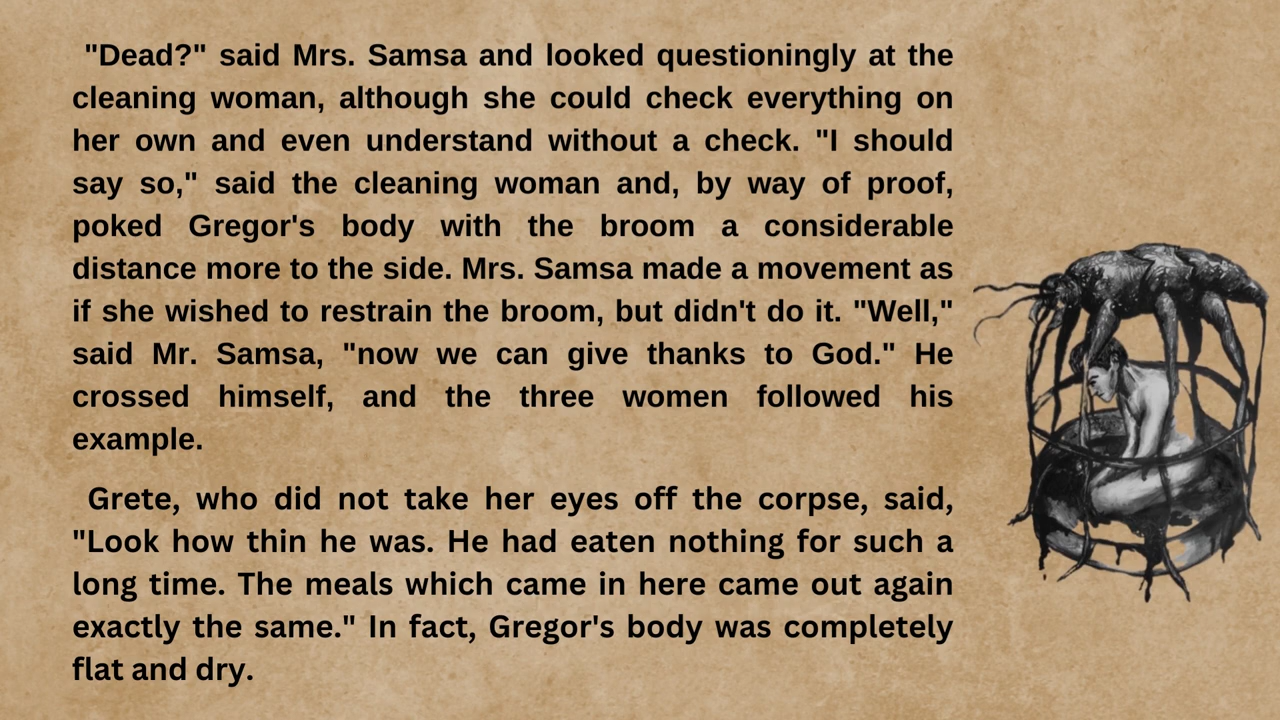 "Dead?" said Mrs. Samsa and looked questioningly at the
cleaning woman, although she could check everything on
her own and even understand without a check. "I should
say so," said the cleaning woman and, by way of proof,
poked Gregor's body with the broom a considerable
distance more to the side. Mrs. Samsa made a movement as
if she wished to restrain the broom, but didn't do it. "Well,"
said Mr. Samsa, "now we can give thanks to God." He
crossed himself, and the three women followed his
example.
Grete, who did not take her eyes off the corpse, said,
"Look how thin he was. He had eaten nothing for such a
long time. The meals which came in here came out again
exactly the same." In fact, Gregor's body was completely
flat and dry.